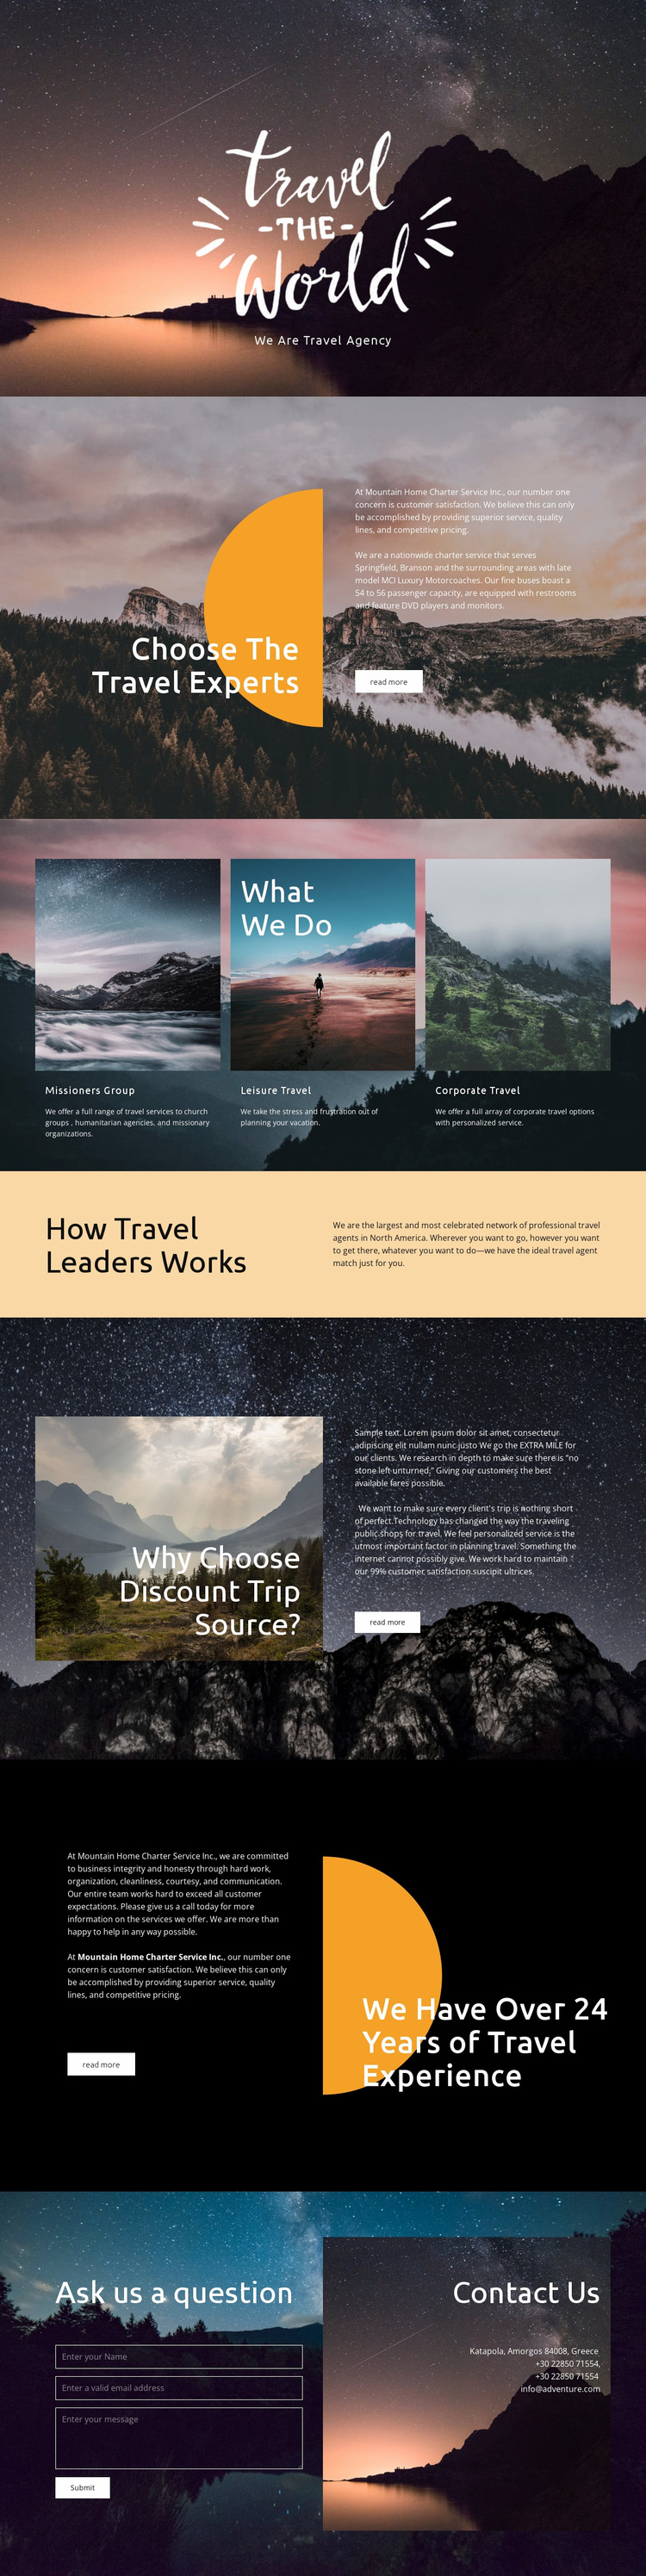 travel
-THE-
World
We Are Travel Agency
At Mountain Home Charter Service Inc., our number one
concern is customer satisfaction. We believe this can only
be accomplished by providing superior service, quality
lines, and competitive pricing.
We are a nationwide charter service that serves
Springfield, Branson and the surrounding areas with late
model MCI Luxury Motorcoaches. Our fine buses boast a
54 to 56 passenger capacity, are equipped with restrooms
and feature DVD players and monitors.
Choose The
Travel Experts
read more
What
We Do
Missioners Group
We offer a full range of travel services to church
groups , humanitarian agencies, and missionary
organizations.
Leisure Travel
We take the stress and frustration out of
planning your vacation.
Corporate Travel
We offer a full array of corporate travel options
with personalized service.
How Travel
Leaders Works
We are the largest and most celebrated network of professional travel
agents in North America. Wherever you want to go, however you want
to get there, whatever you want to do—we have the ideal travel agent
match just for you.
Why Choose
Discount Trip
Source?
Sample text. Lorem ipsum dolor sit amet, consectetur
adipiscing elit nullam nunc justo We go the EXTRA MILE for
our clients. We research in depth to make sure there is “no
stone left unturned.” Giving our customers the best
available fares possible.
We want to make sure every client's trip is nothing short
of perfect.Technology has changed the way the traveling
public shops for travel. We feel personalized service is the
utmost important factor in planning travel. Something the
internet cannot possibly give. We work hard to maintain
our 99% customer satisfaction.suscipit ultrices.
read more
At Mountain Home Charter Service Inc., we are committed
to business integrity and honesty through hard work,
organization, cleanliness, courtesy, and communication.
Our entire team works hard to exceed all customer
expectations. Please give us a call today for more
information on the services we offer. We are more than
happy to help in any way possible.
At Mountain Home Charter Service Inc., our number one
concern is customer satisfaction. We believe this can only
be accomplished by providing superior service, quality
lines, and competitive pricing.
read more
We Have Over 24
Years of Travel
Experience
Ask us a question
Enter your Name
Enter a valid email address
Enter your message
Submit
Contact Us
Katapola, Amorgos 84008, Greece
+30 22850 71554,
+30 22850 71554
info@adventure.com